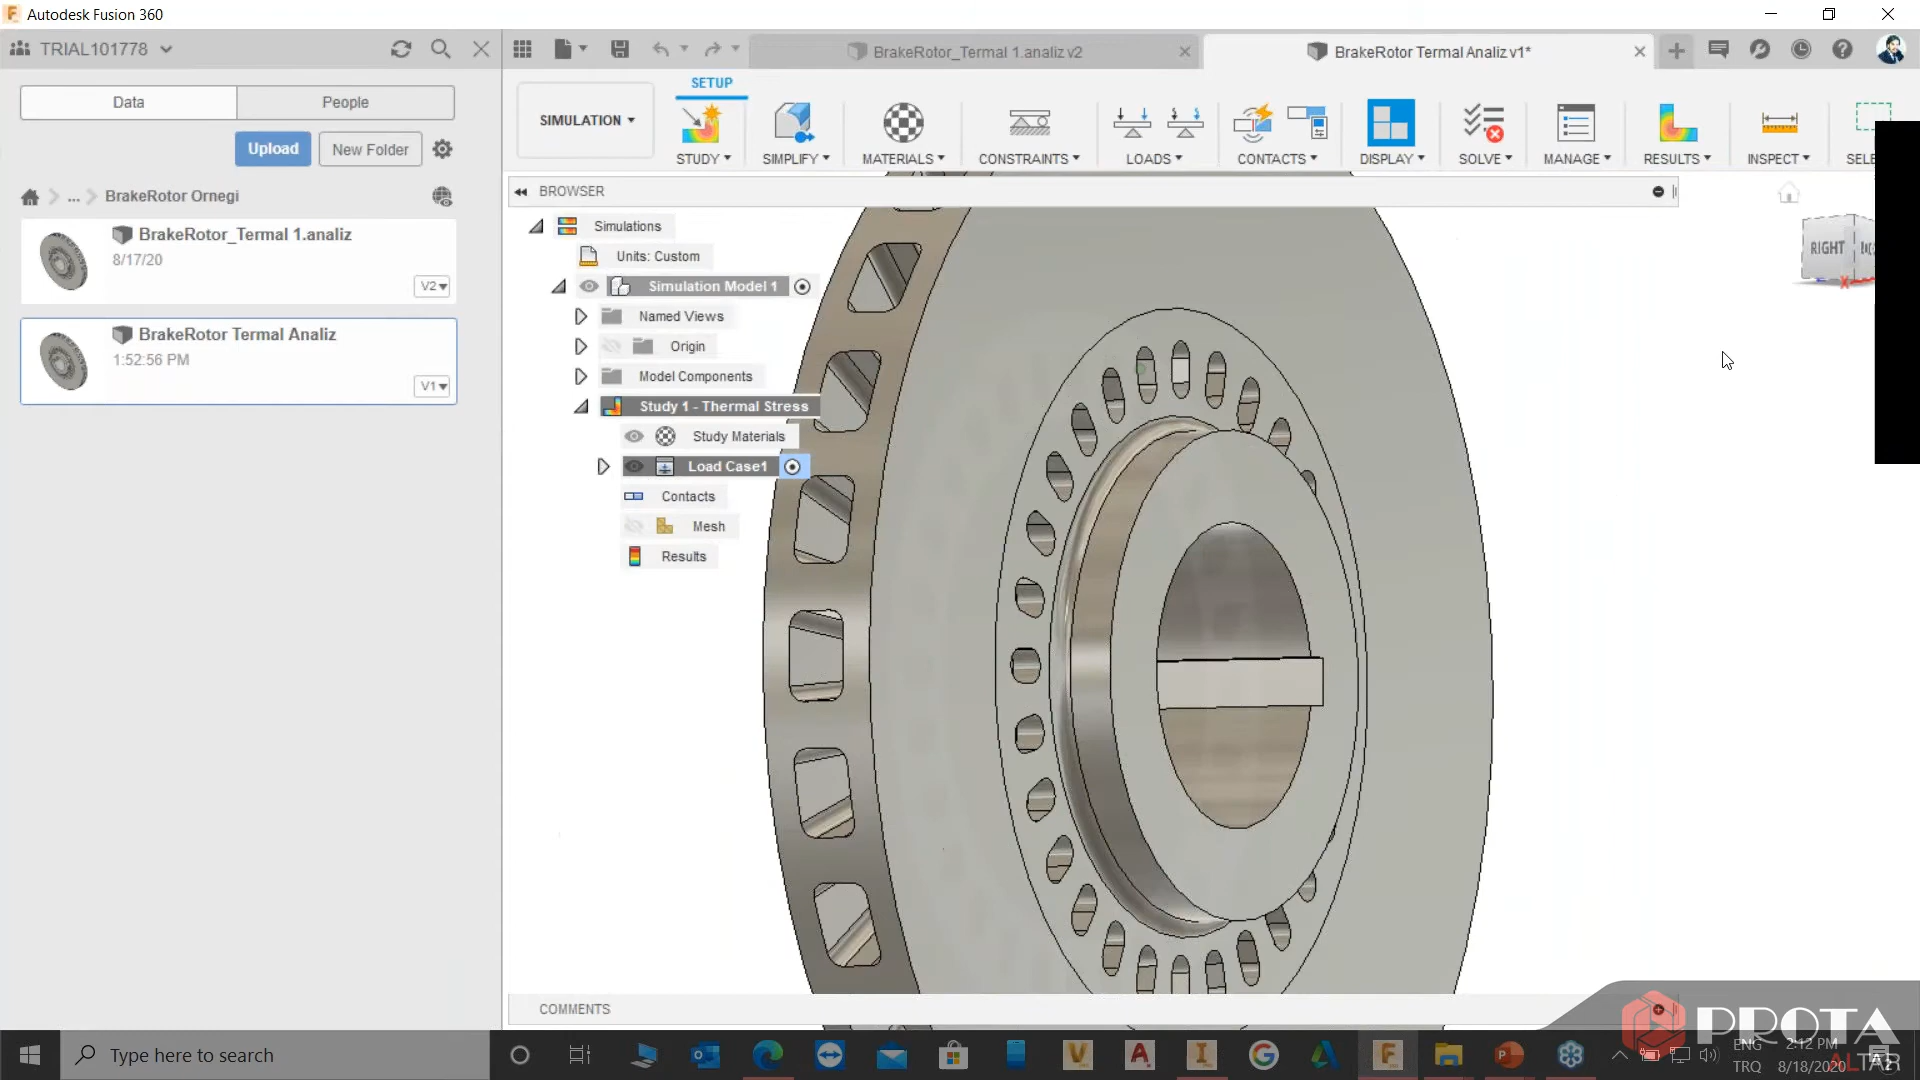 Autodesk Fusion 360
TRIAL101778
BrakeRotor_Termal 1.analiz v2
BrakeRotor Termal Analiz v1*
Data
People
SETUP
SIMULATION
STUDY
SIMPLIFY
MATERIALS
CONSTRAINTS
LOADS
CONTACTS
DISPLAY
SOLVE
MANAGE
RESULTS
INSPECT
SELE
Upload
New Folder
BROWSER
... BrakeRotor Ornegi
BrakeRotor_Termal 1.analiz
8/17/20
V2
BrakeRotor Termal Analiz
1:52:56 PM
V1
Simulations
Units: Custom
Simulation Model 1
Named Views
Origin
Model Components
Study 1 - Thermal Stress
Study Materials
Load Case1
Contacts
Mesh
Results
RIGHT
X
COMMENTS
PROTA
Type here to search
ENG
2:12 PM
TRQ
8/18/2020